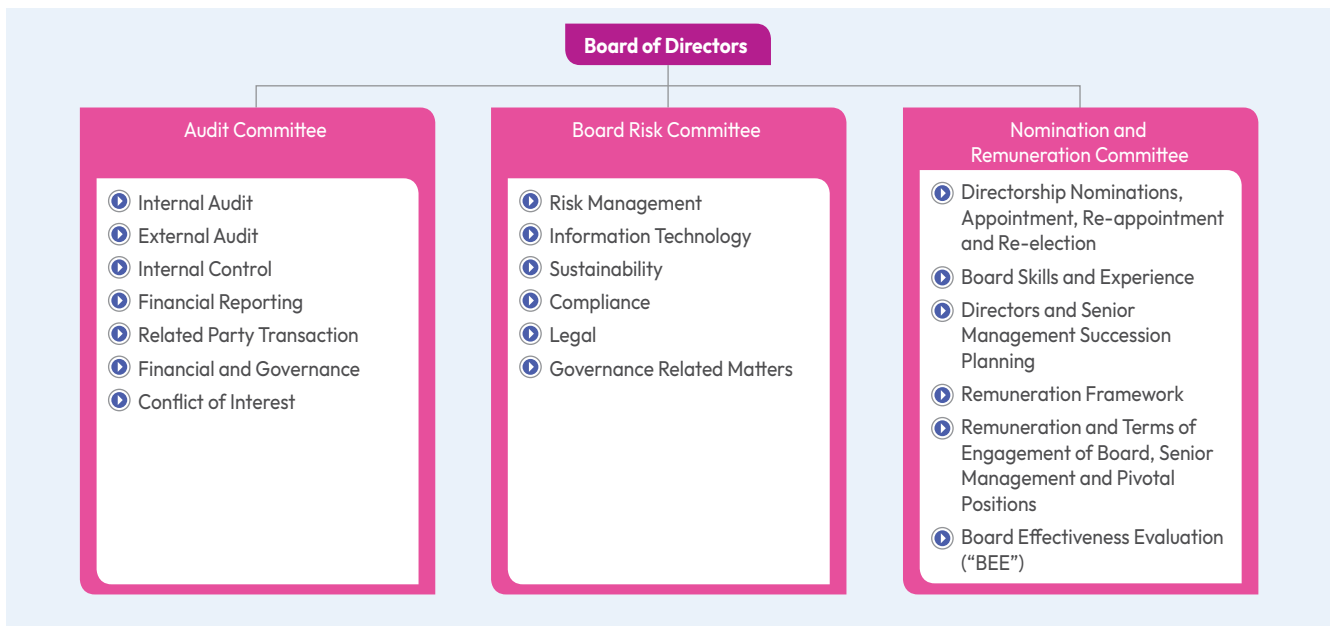 Board of Directors
Audit Committee
Internal Audit
External Audit
Internal Control
Financial Reporting
Related Party Transaction
Financial and Governance
Conflict of Interest
Board Risk Committee
Risk Management
Information Technology
Sustainability
Compliance
Legal
Governance Related Matters
Nomination and
Remuneration Committee
Directorship Nominations,
Appointment, Re-appointment
and Re-election
Board Skills and Experience
Directors and Senior
Management Succession
Planning
Remuneration Framework
Remuneration and Terms of
Engagement of Board, Senior
Management and Pivotal
Positions
Board Effectiveness Evaluation
(“BEE”)